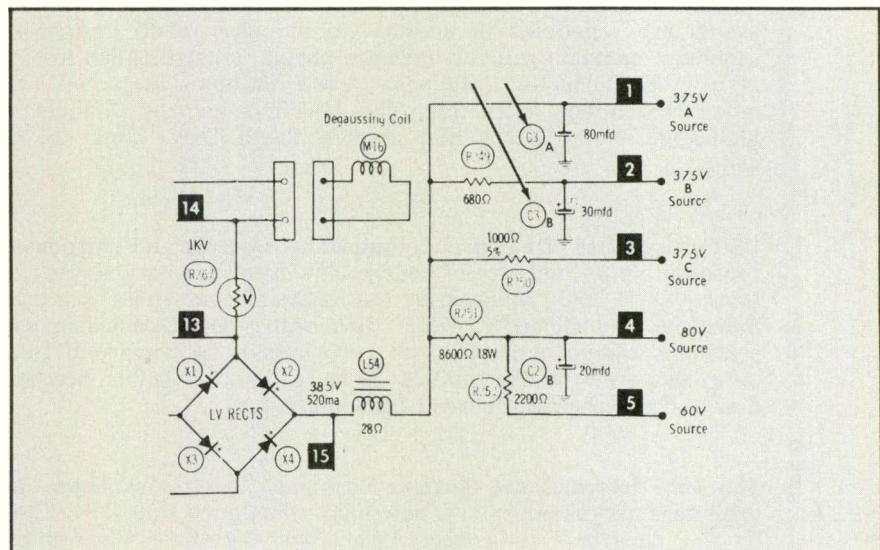 1
375V
A
Source
C3 A
80mfd
Degaussing Coil
M16
R249
680Ω
2
375V
B
Source
C3 B
30mfd
14
1KV
R267
V
1000Ω
5%
R250
3
375V
C
Source
13
R251
8600Ω 18W
4
80V
Source
X1
X2
LV RECTS
X3
X4
385V
520ma
L54
28Ω
15
C2 B
20mfd
2200Ω
5
60V
Source